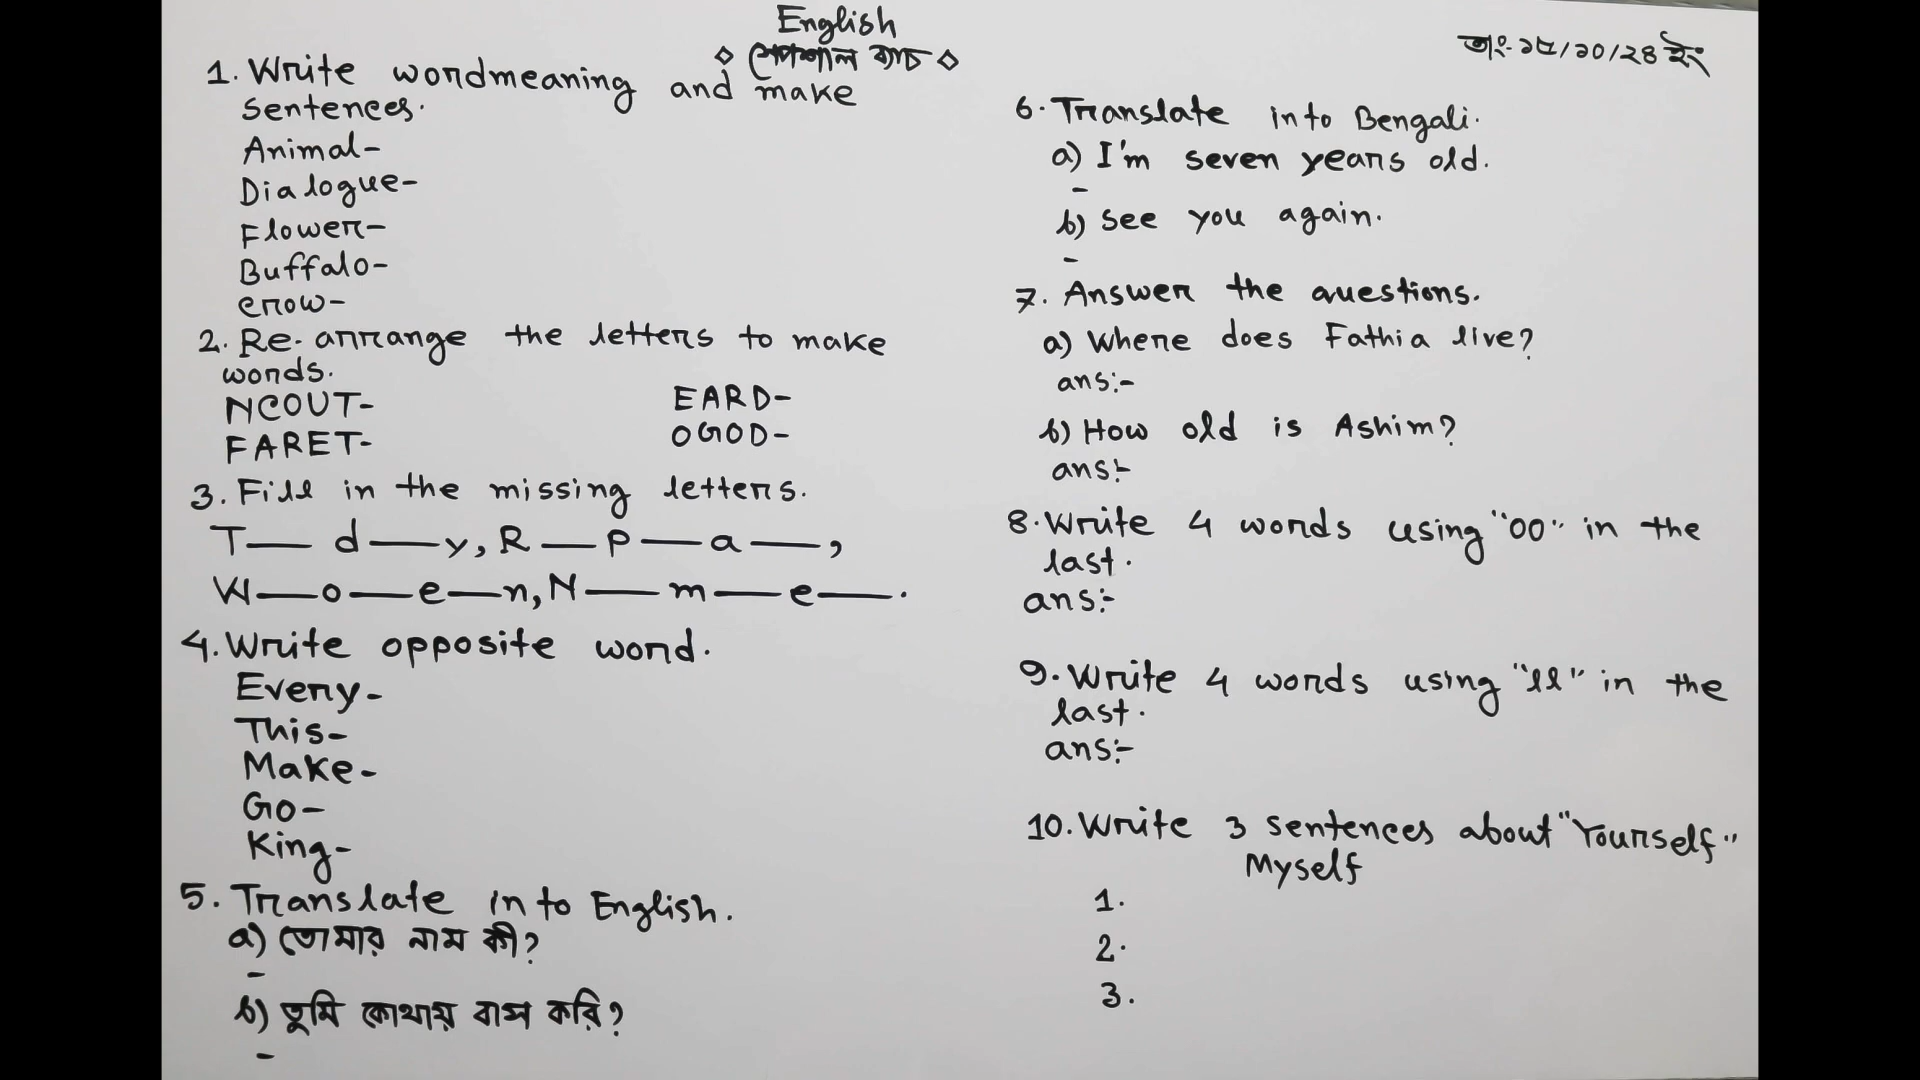 English
◇ স্পেশাল ব্যাচ ◇
তাং-১৫/১০/২৪ ইং
1. Write wordmeaning and make
sentences.
Animal-
Dialogue-
Flower-
Buffalo-
crow-
2. Re-arrange the letters to make
words.
NCOUT- EARD-
FARET- OGOD-
3. Fill in the missing letters.
T— d—y, R—p—a—,
W—o—e—n, N—m—e—.
4. Write opposite word.
Every-
This-
Make-
Go-
King-
5. Translate into English.
a) তোমার নাম কী?
-
b) তুমি কোথায় বাস করি?
-
6. Translate into Bengali.
a) I'm seven years old.
-
b) See you again.
-
7. Answer the questions.
a) Where does Fathia live?
ans:-
b) How old is Ashim?
ans:-
8. Write 4 words using "oo" in the
last.
ans:-
9. Write 4 words using "ll" in the
last.
ans:-
10. Write 3 sentences about "Yourself"
Myself
1.
2.
3.